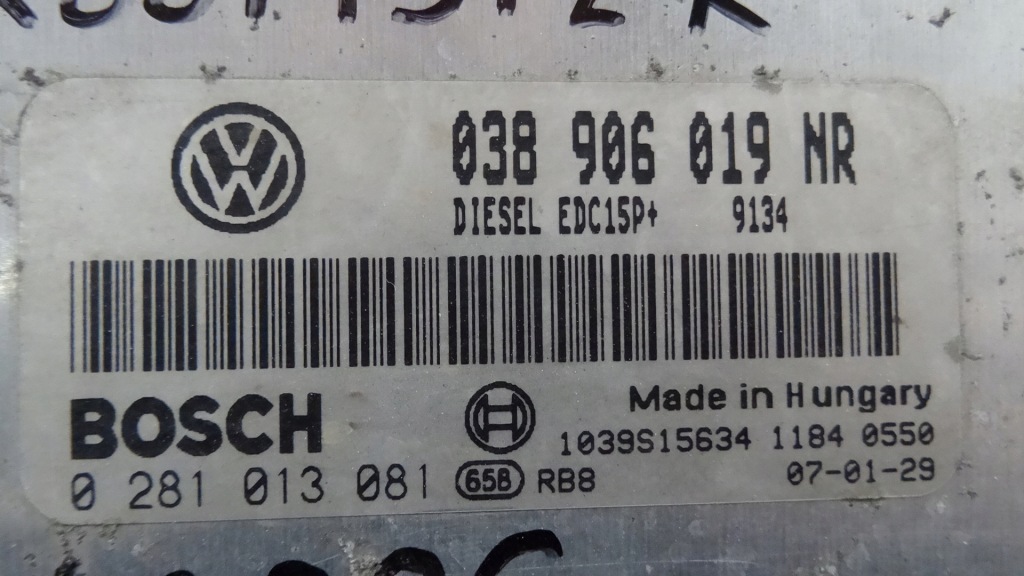 038 906 019 NR
DIESEL EDC15P+ 9134
BOSCH
Made in Hungary
1039S15634 1184 0550
0 281 013 081 65B RB8 07-01-29